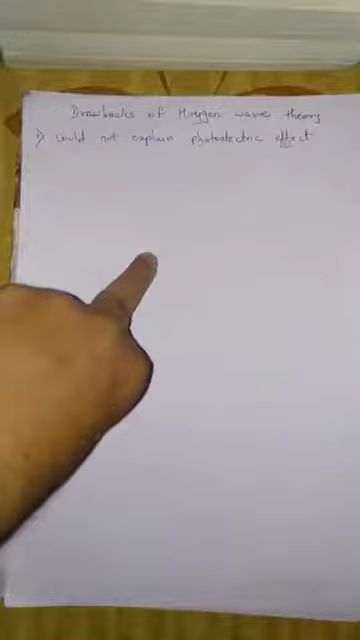 Drawbacks of Huygen wave theory
1) Could not explain photoelectric effect